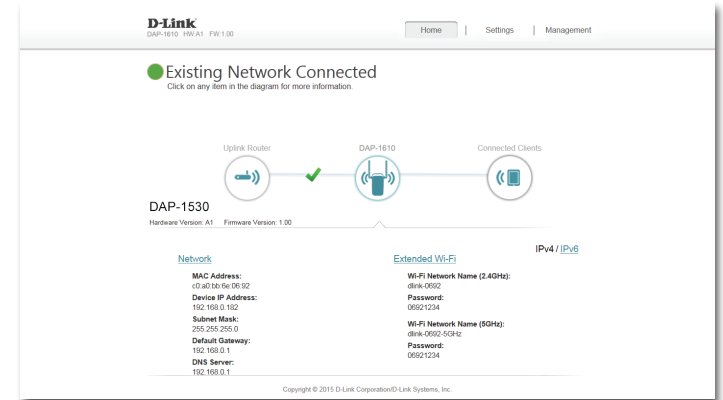 D-Link
DAP-1610 HW:A1 FW:1.00
Home | Settings | Management
Existing Network Connected
Click on any item in the diagram for more information.
Uplink Router DAP-1610 Connected Clients
DAP-1530
Hardware Version: A1 Firmware Version: 1.00
IPv4 / IPv6
Network
MAC Address:
c0:a0:bb:6e:06:92
Device IP Address:
192.168.0.182
Subnet Mask:
255.255.255.0
Default Gateway:
192.168.0.1
DNS Server:
192.168.0.1
Extended Wi-Fi
Wi-Fi Network Name (2.4GHz):
dlink-0692
Password:
06921234
Wi-Fi Network Name (5GHz):
dlink-0692-5GHz
Password:
06921234
Copyright © 2015 D-Link Corporation/D-Link Systems, Inc.